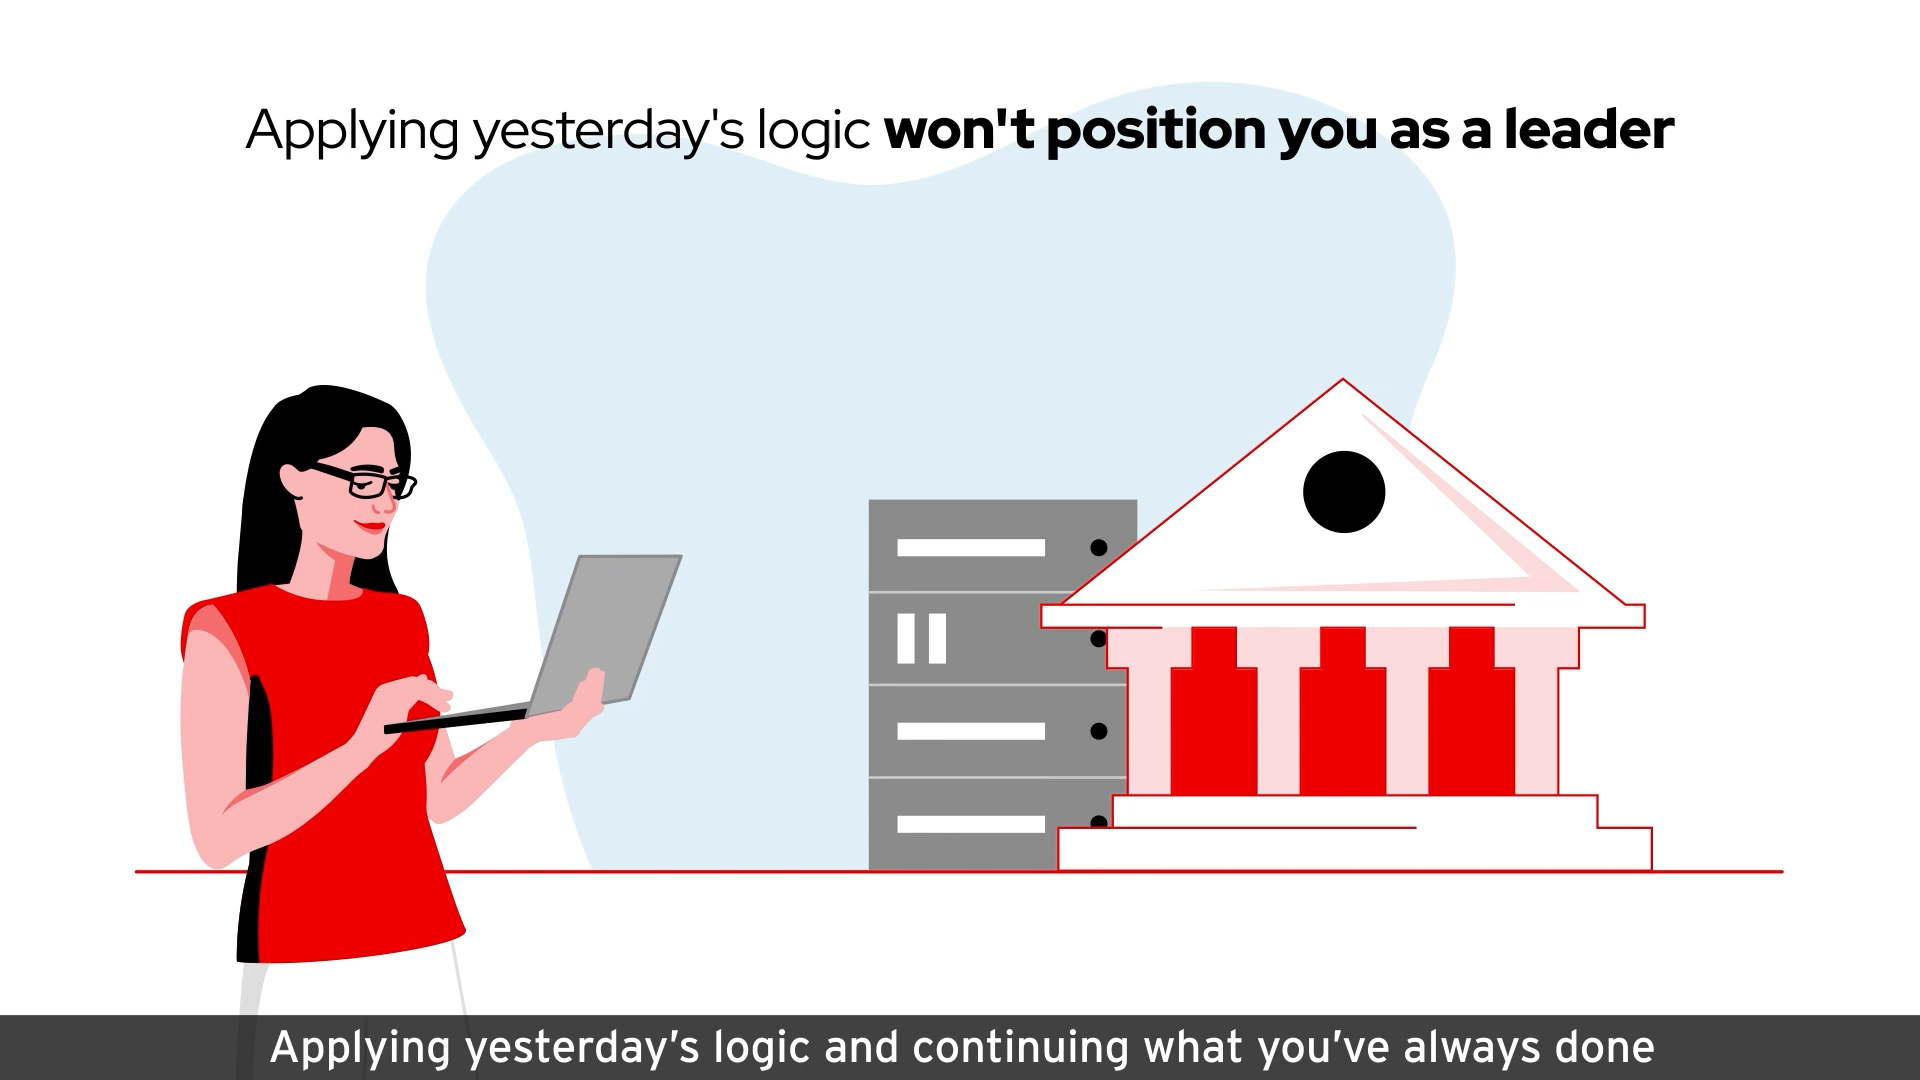 Applying yesterday's logic won't position you as a leader
Applying yesterday’s logic and continuing what you’ve always done